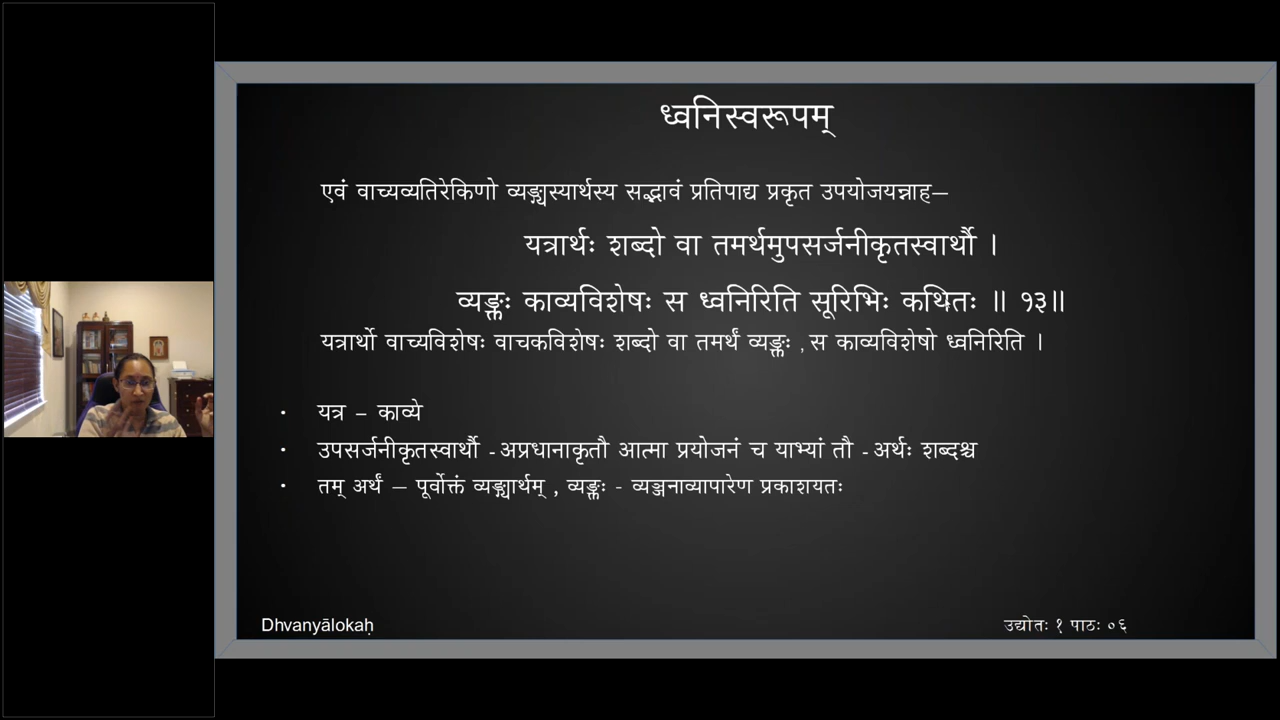 ध्वनिस्वरूपम्
एवं वाच्यव्यतिरेकिणो व्यङ्ग्यस्यार्थस्य सद्भावं प्रतिपाद्य प्रकृत उपयोजयन्नाह—
यत्रार्थः शब्दो वा तमर्थमुपसर्जनीकृतस्वार्थौ ।
व्यङ्क्तः काव्यविशेषः स ध्वनिरिति सूरिभिः कथितः ॥ १३॥
यत्रार्थो वाच्यविशेषः वाचकविशेषः शब्दो वा तमर्थं व्यङ्क्तः , स काव्यविशेषो ध्वनिरिति ।
• यत्र – काव्ये
• उपसर्जनीकृतस्वार्थौ - अप्रधानाकृतौ आत्मा प्रयोजनं च याभ्यां तौ - अर्थः शब्दश्च
• तम् अर्थं – पूर्वोक्तं व्यङ्ग्यार्थम् , व्यङ्क्तः - व्यञ्जनाव्यापारेण प्रकाशयतः
Dhvanyālokaḥ
उद्योतः १ पाठः ०६